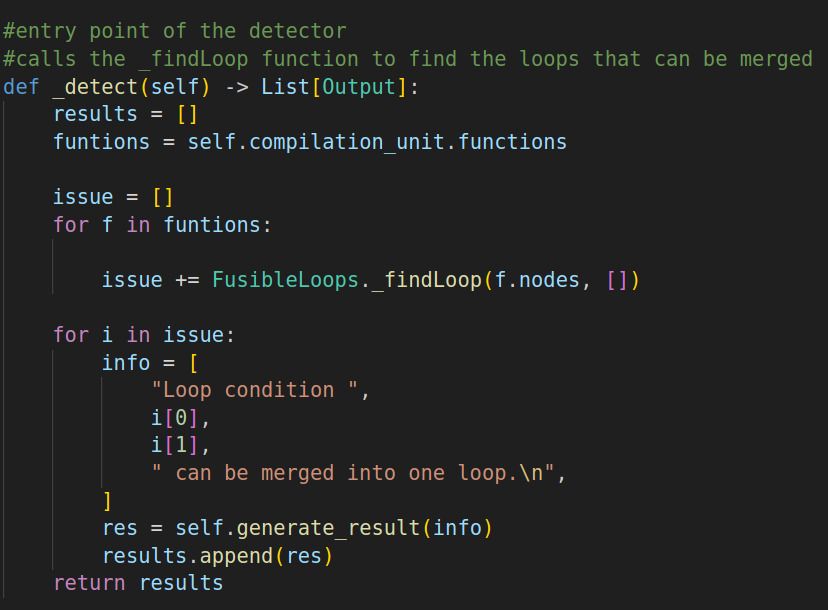 #entry point of the detector
#calls the _findLoop function to find the loops that can be merged
def _detect(self) -> List[Output]:
    results = []
    funtions = self.compilation_unit.functions

    issue = []
    for f in funtions:

        issue += FusibleLoops._findLoop(f.nodes, [])

    for i in issue:
        info = [
            "Loop condition ",
            i[0],
            i[1],
            " can be merged into one loop.\n",
        ]
        res = self.generate_result(info)
        results.append(res)
    return results